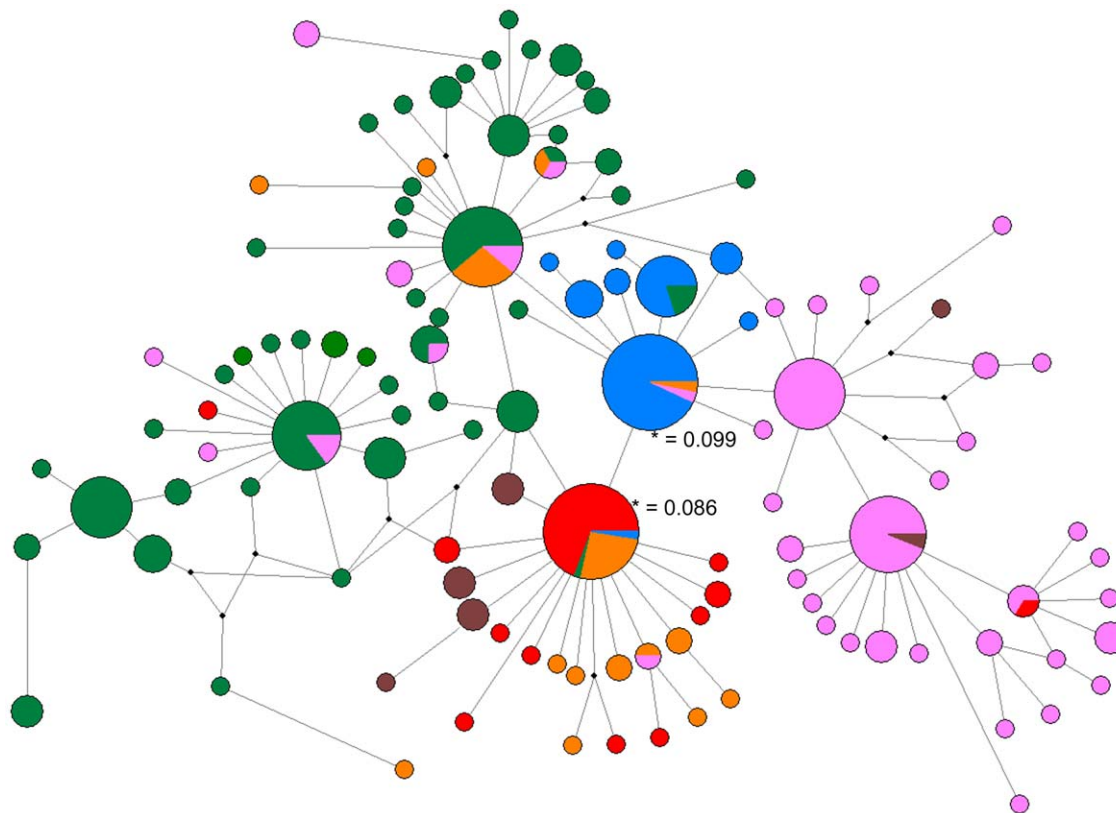 * = 0.099
* = 0.086